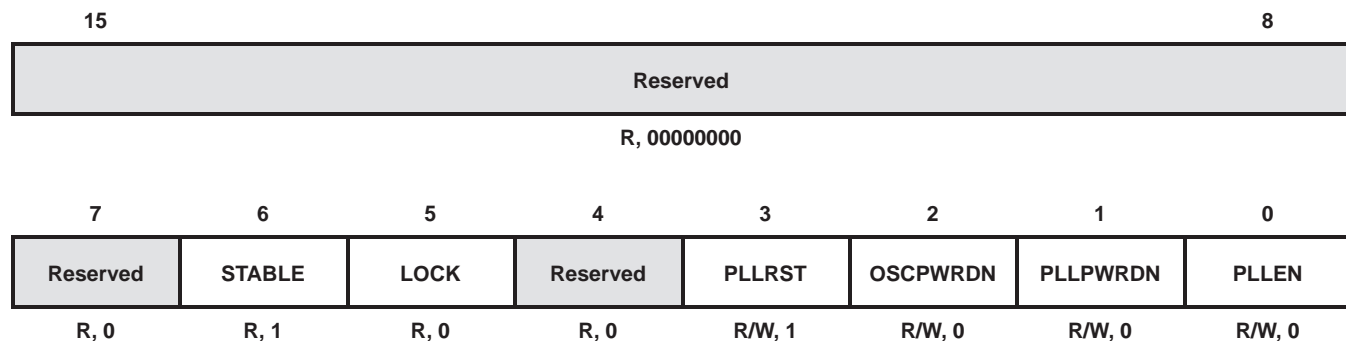 15 8
Reserved
R, 00000000
7 6 5 4 3 2 1 0
Reserved STABLE LOCK Reserved PLLRST OSCPWRDN PLLPWRDN PLLEN
R, 0 R, 1 R, 0 R, 0 R/W, 1 R/W, 0 R/W, 0 R/W, 0